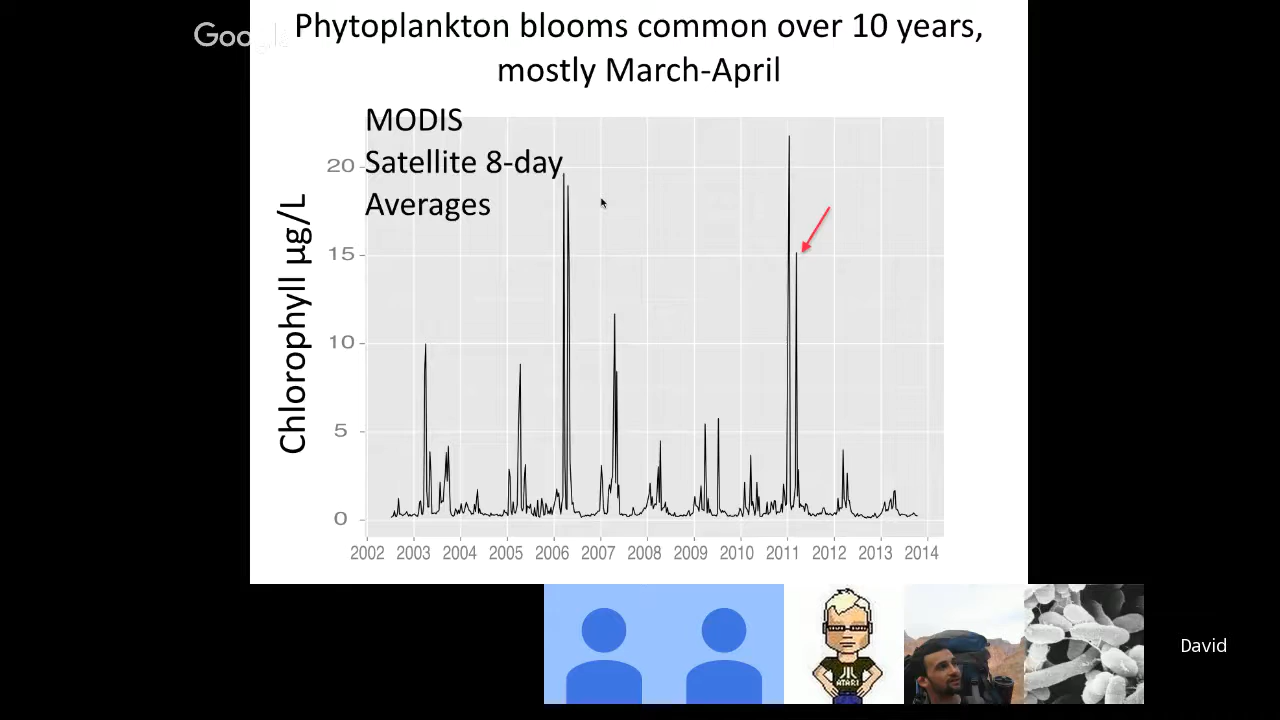 Google
Phytoplankton blooms common over 10 years,
mostly March-April
MODIS
Satellite 8-day
Averages
Chlorophyll µg/L
20
15
10
5
0
2002 2003 2004 2005 2006 2007 2008 2009 2010 2011 2012 2013 2014
ATARI
David